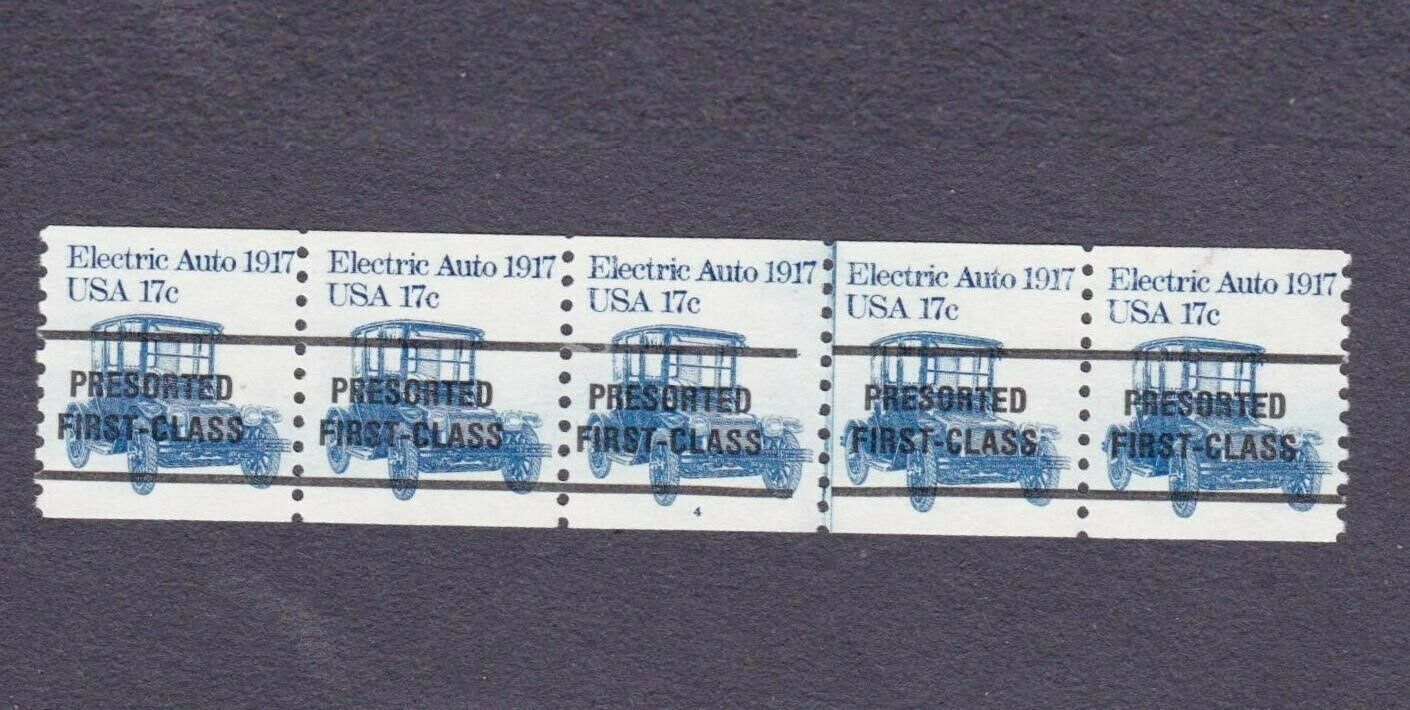 Electric Auto 1917
USA 17c
PRESORTED
FIRST-CLASS
Electric Auto 1917
USA 17c
PRESORTED
FIRST-CLASS
Electric Auto 1917
USA 17c
PRESORTED
FIRST-CLASS
4
Electric Auto 1917
USA 17c
PRESORTED
FIRST-CLASS
Electric Auto 1917
USA 17c
PRESORTED
FIRST-CLASS